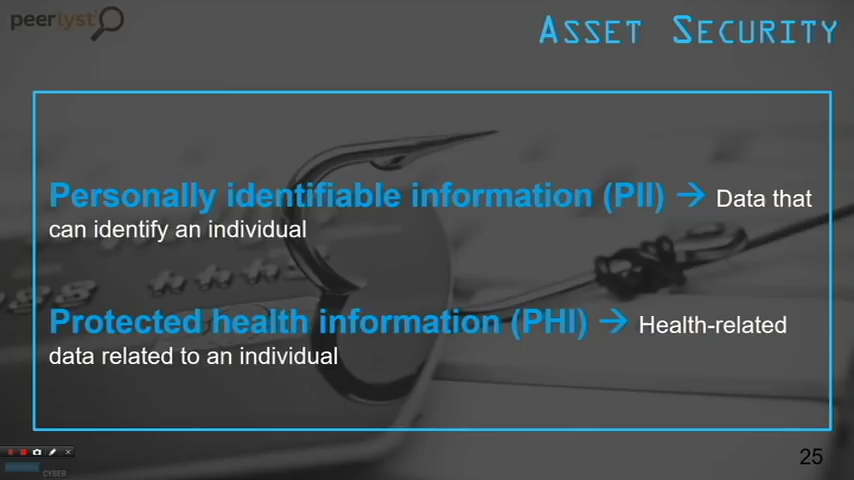 peerlyst
ASSET SECURITY
Personally identifiable information (PII) → Data that
can identify an individual
Protected health information (PHI) → Health-related
data related to an individual
25
CYBER